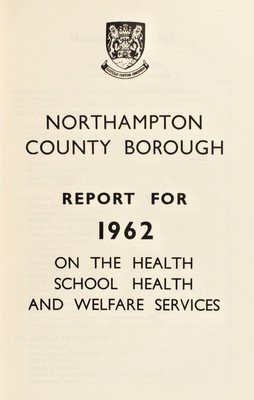 NORTHAMPTON
COUNTY BOROUGH
REPORT FOR
1962
ON THE HEALTH
SCHOOL HEALTH
AND WELFARE SERVICES